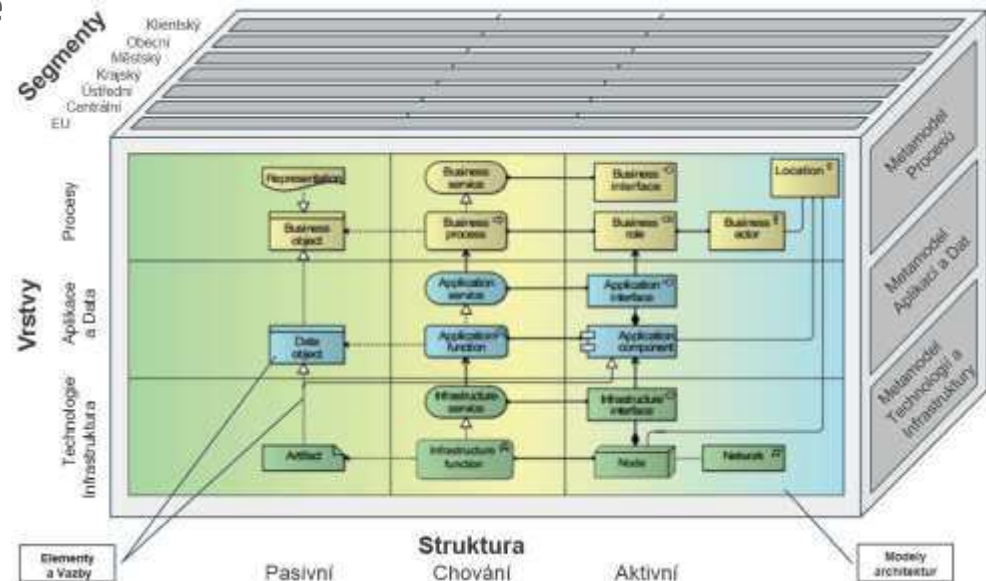 e
Segmenty
Klientský
Obecní
Městský
Krajský
Ústřední
Centrální
EU
Vrstvy
Procesy
Aplikace
a Data
Technologie
Infrastruktura
Representation
Business
service
Business
interface
Location
Business
object
Business
process
Business
role
Business
actor
Application
service
Application
interface
Data
object
Application
function
Application
component
Infrastructure
service
Infrastructure
interface
Artifact
Infrastructure
function
Node
Network
Metamodel
Procesů
Metamodel
Aplikací a Dat
Metamodel
Technologií a
Infrastruktury
Elementy
a Vazby
Struktura
Pasivní
Chování
Aktivní
Modely
architektur